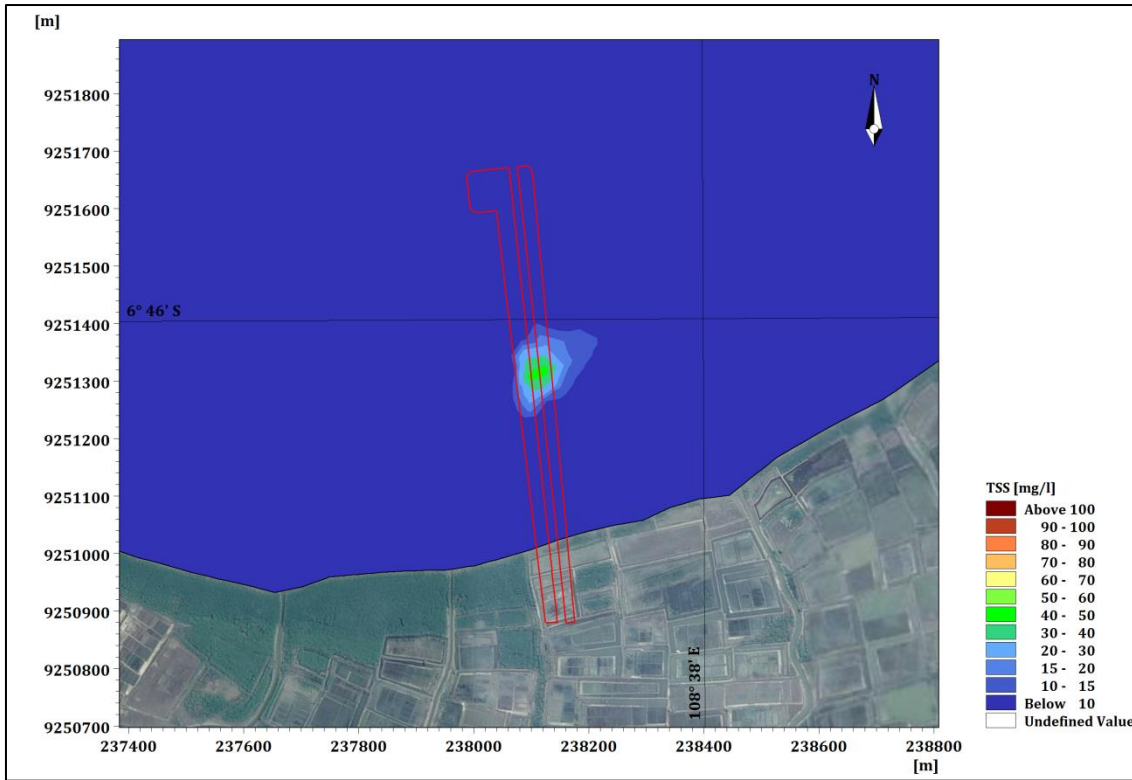 [m]
N
9251800
9251700
9251600
9251500
9251400
9251300
9251200
9251100
9251000
9250900
9250800
9250700
6° 46' S
108° 38' E
237400 237600 237800 238000 238200 238400 238600 238800
[m]
TSS [mg/l]
Above 100
90 - 100
80 - 90
70 - 80
60 - 70
50 - 60
40 - 50
30 - 40
20 - 30
15 - 20
10 - 15
Below 10
Undefined Value